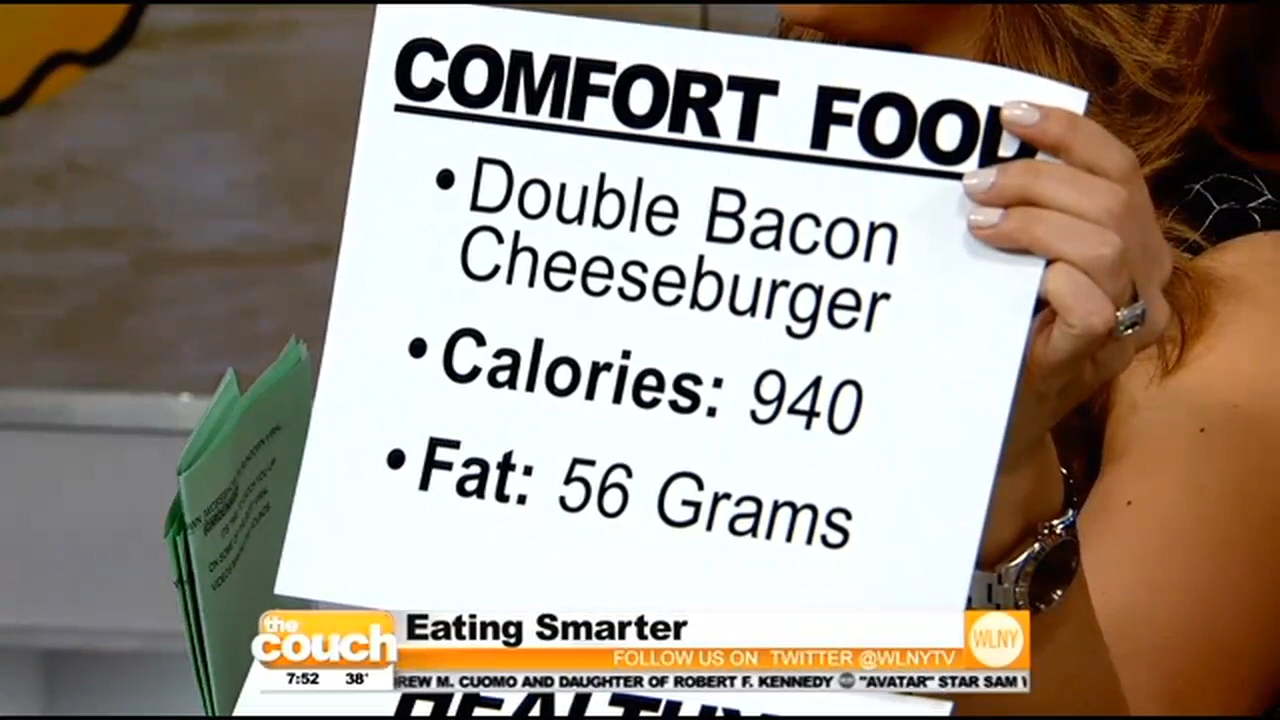 COMFORT FOOD
• Double Bacon
Cheeseburger
• Calories: 940
• Fat: 56 Grams
the
couch
Eating Smarter
WLNY
FOLLOW US ON TWITTER @WLNYTV
7:52 38'
REW M. CUOMO AND DAUGHTER OF ROBERT F. KENNEDY "AVATAR" STAR SAM
HEALTHY